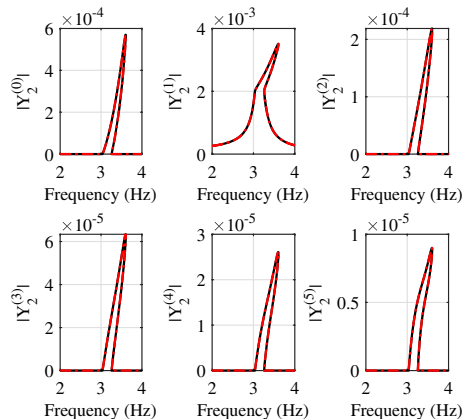 ×10⁻⁴ ×10⁻³ ×10⁻⁴
|Y₂⁽⁰⁾| 6 4 2 0 |Y₂⁽¹⁾| 4 2 0 |Y₂⁽²⁾| 2 1 0
2 3 4 2 3 4 2 3 4
Frequency (Hz) Frequency (Hz) Frequency (Hz)
×10⁻⁵ ×10⁻⁵ ×10⁻⁵
|Y₂⁽³⁾| 6 4 2 0 |Y₂⁽⁴⁾| 3 2 1 0 |Y₂⁽⁵⁾| 1 0.5 0
2 3 4 2 3 4 2 3 4
Frequency (Hz) Frequency (Hz) Frequency (Hz)